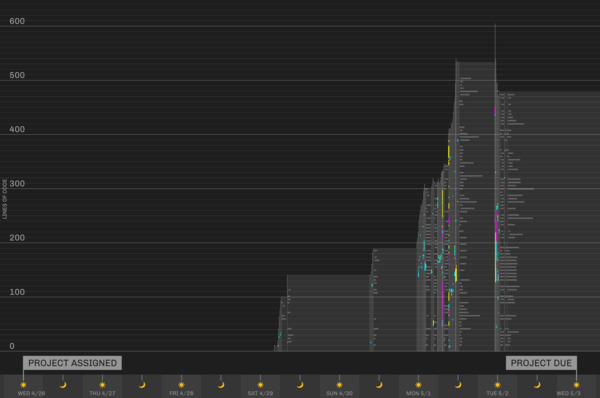 600
500
400
300
200
100
0
LINES OF CODE
PROJECT ASSIGNED
PROJECT DUE
WED 4/26
THU 4/27
FRI 4/28
SAT 4/29
SUN 4/30
MON 5/1
TUE 5/2
WED 5/3